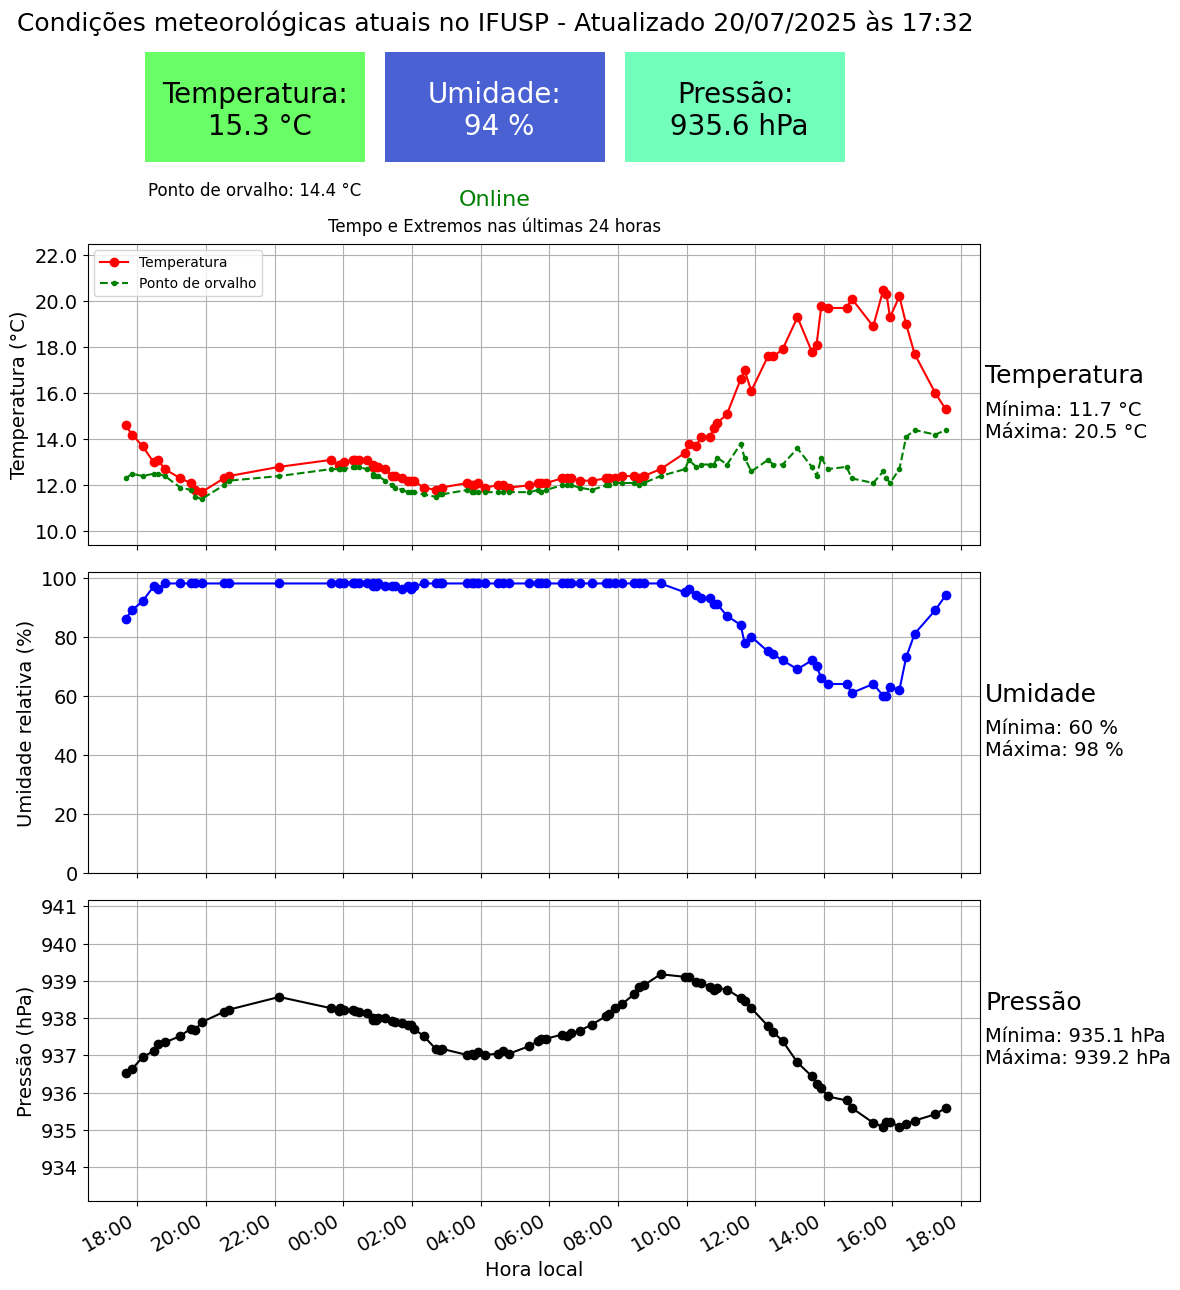 Condições meteorológicas atuais no IFUSP - Atualizado 20/07/2025 às 17:32
Temperatura:
15.3 °C
Umidade:
94 %
Pressão:
935.6 hPa
Ponto de orvalho: 14.4 °C
Online
Tempo e Extremos nas últimas 24 horas
Temperatura (°C)
22.0
20.0
18.0
16.0
14.0
12.0
10.0
Temperatura
Ponto de orvalho
Temperatura
Mínima: 11.7 °C
Máxima: 20.5 °C
Umidade relativa (%)
100
80
60
40
20
0
Umidade
Mínima: 60 %
Máxima: 98 %
Pressão (hPa)
941
940
939
938
937
936
935
934
Pressão
Mínima: 935.1 hPa
Máxima: 939.2 hPa
18:00 20:00 22:00 00:00 02:00 04:00 06:00 08:00 10:00 12:00 14:00 16:00 18:00
Hora local